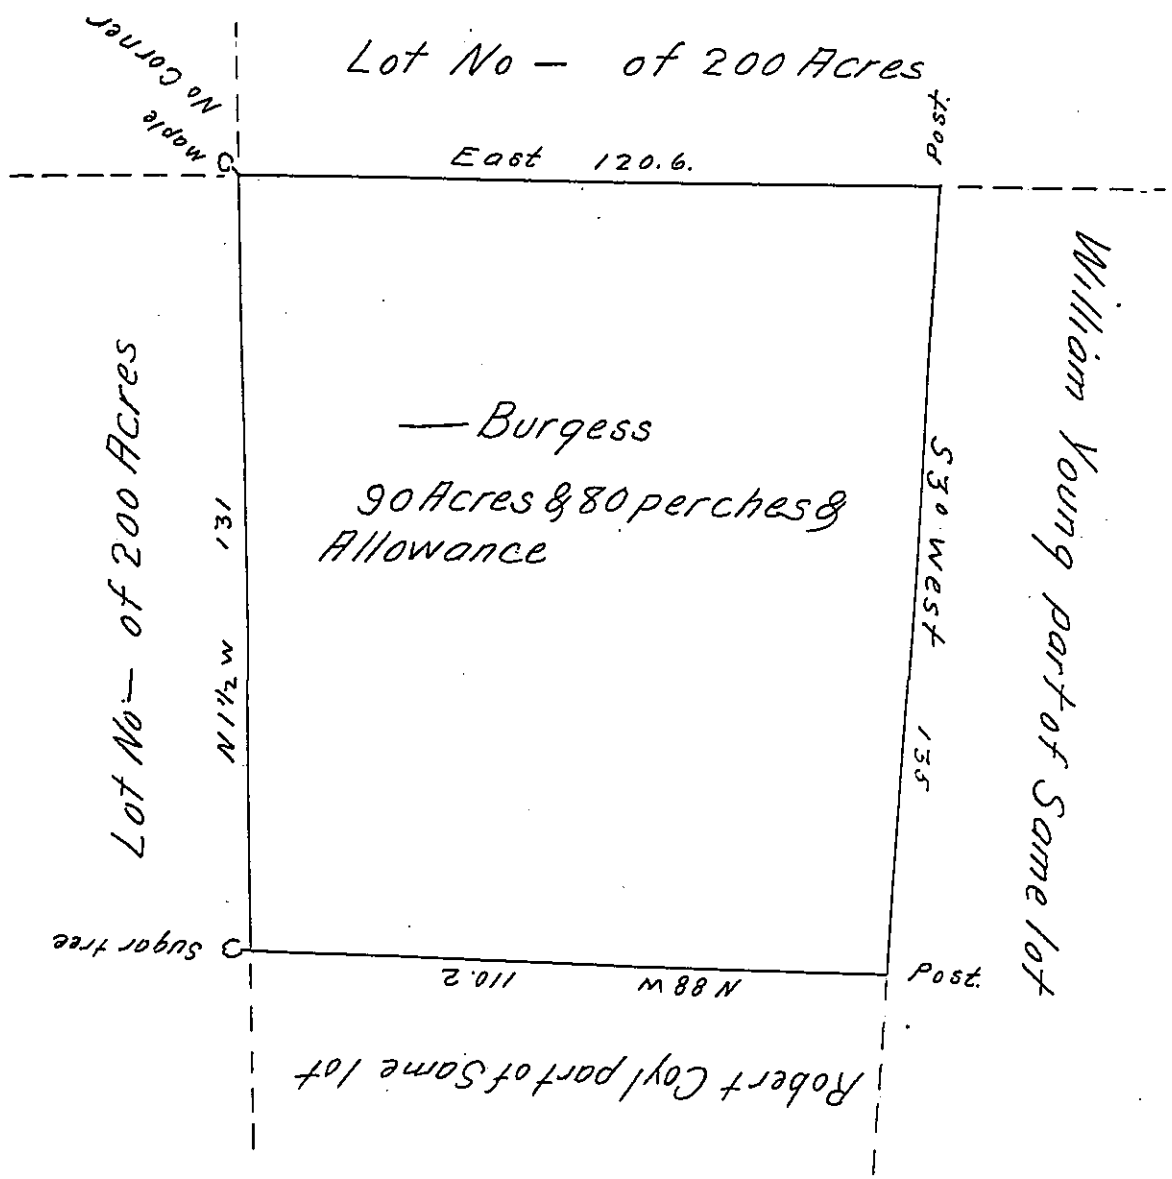 Lot No — of 200 Acres
No Corner
maple
Post
East 120.6.
William Young part of Same lot
S 3° West 135
— Burgess
90 Acres & 80 perches &
Allowance
Lot No — of 200 Acres
N 1½ W 131
Sugar tree
Post
N 88 W 110.2
Robert Coyl part of Same lot